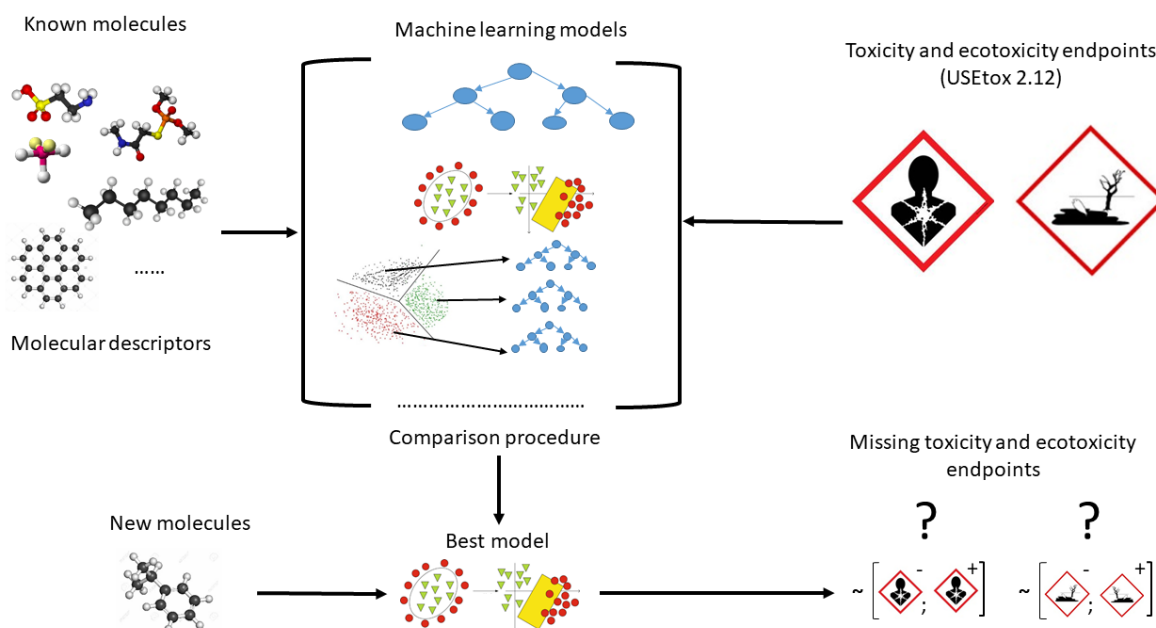 Known molecules
Machine learning models
Toxicity and ecotoxicity endpoints
(USEtox 2.12)
......
Molecular descriptors
.................................
Comparison procedure
Missing toxicity and ecotoxicity
endpoints
New molecules
Best model
? ?
~ [ - ; + ] ~ [ - ; + ]